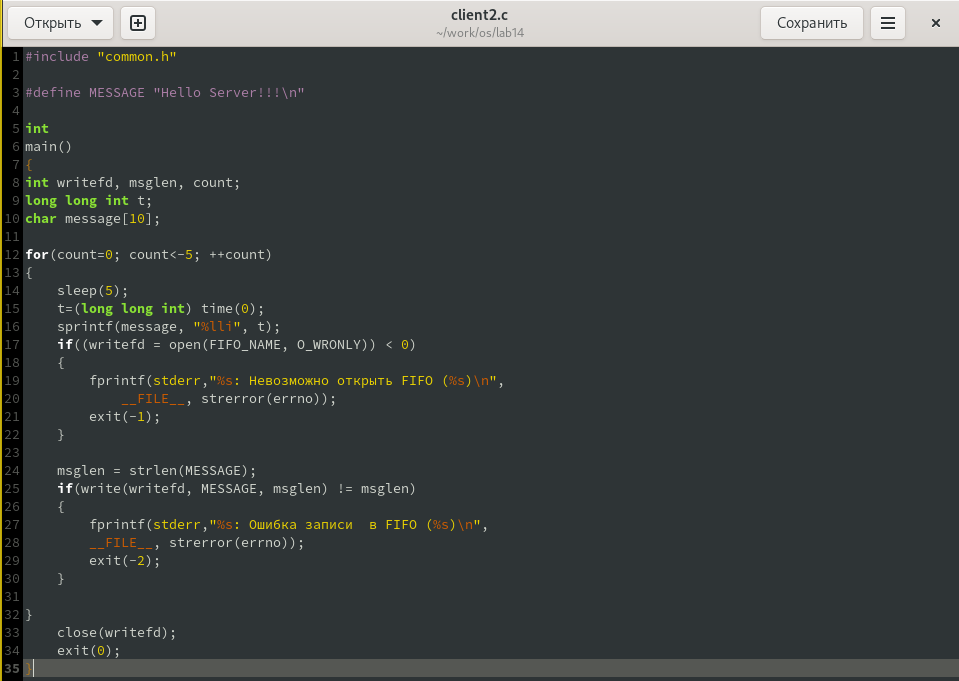 Открыть
client2.c
~/work/os/lab14
Сохранить
1 #include "common.h"
2
3 #define MESSAGE "Hello Server!!!\n"
4
5 int
6 main()
7 {
8 int writefd, msglen, count;
9 long long int t;
10 char message[10];
11
12 for(count=0; count<-5; ++count)
13 {
14     sleep(5);
15     t=(long long int) time(0);
16     sprintf(message, "%lli", t);
17     if((writefd = open(FIFO_NAME, O_WRONLY)) < 0)
18     {
19         fprintf(stderr,"%s: Невозможно открыть FIFO (%s)\n",
20             __FILE__, strerror(errno));
21         exit(-1);
22     }
23
24     msglen = strlen(MESSAGE);
25     if(write(writefd, MESSAGE, msglen) != msglen)
26     {
27         fprintf(stderr,"%s: Ошибка записи  в FIFO (%s)\n",
28         __FILE__, strerror(errno));
29         exit(-2);
30     }
31
32 }
33     close(writefd);
34     exit(0);
35 }